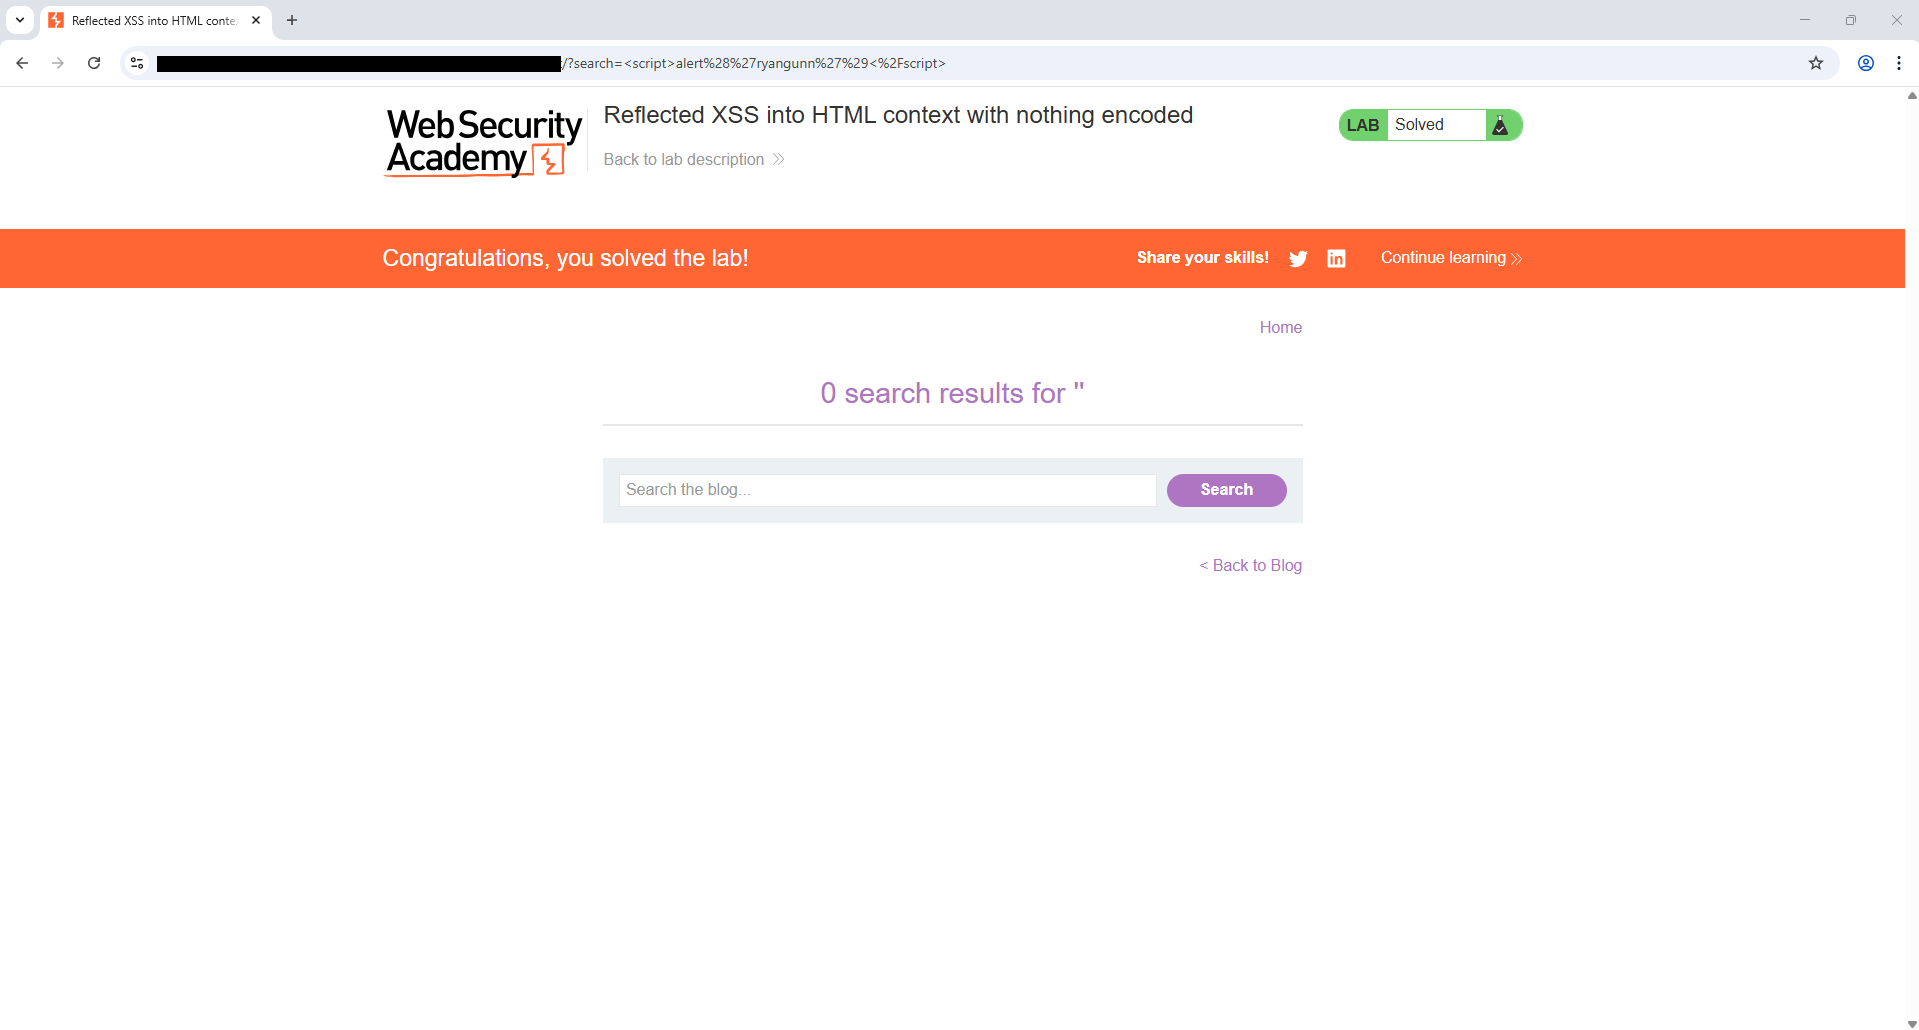 Reflected XSS into HTML conte
/?search=<script>alert%28%27ryangunn%27%29<%2Fscript>
Web Security
Academy
Reflected XSS into HTML context with nothing encoded
Back to lab description
LAB Solved
Congratulations, you solved the lab!
Share your skills!
in
Continue learning
Home
0 search results for ''
Search the blog...
Search
< Back to Blog